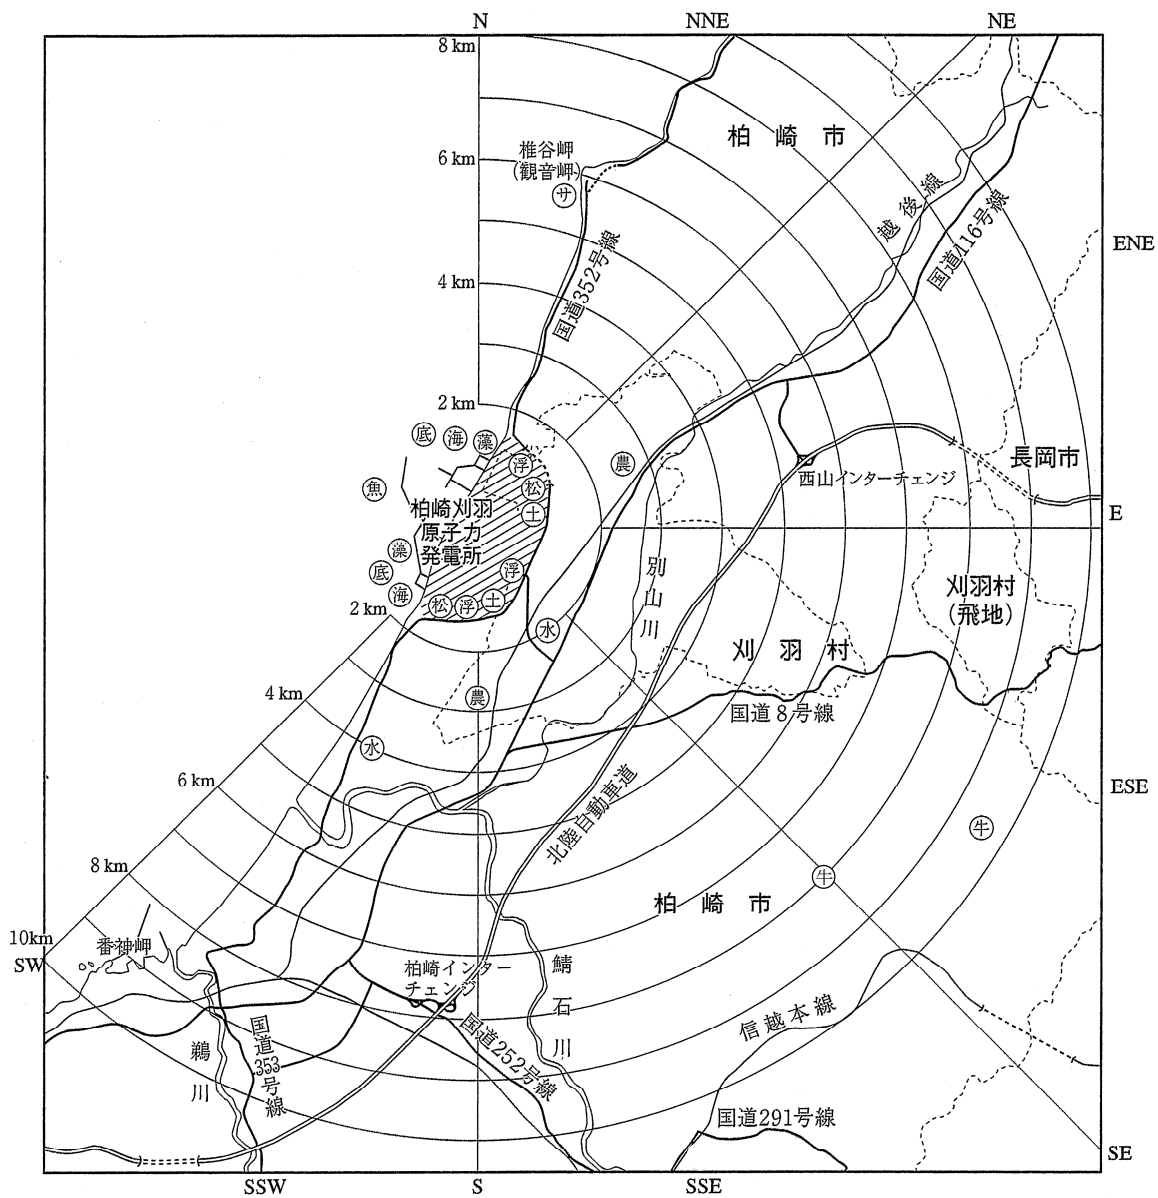 N
NNE
NE
8 km
柏崎市
椎谷岬
(観音岬)
6 km
サ
越後線
国道116号線
ENE
国道352号線
4 km
2 km
底
海
藻
浮
農
長岡市
魚
松
西山インターチェンジ
柏崎刈羽
原子力
発電所
土
E
藻
底
海
浮
別山川
刈羽村
(飛地)
松
浮
土
2 km
水
刈羽村
4 km
農
国道8号線
水
6 km
北陸自動車道
ESE
牛
8 km
牛
柏崎市
10km
SW
番神岬
柏崎インター
チェンジ
鯖石川
信越本線
国道353号線
国道252号線
鵜川
国道291号線
SE
SSW
S
SSE